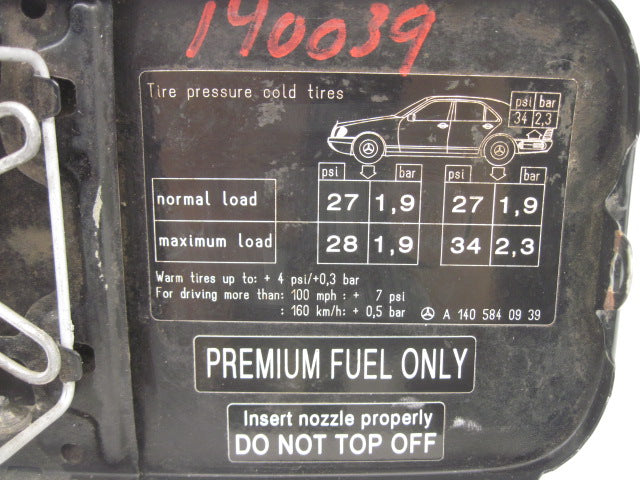 140039
Tire pressure cold tires
psi bar
34 2,3
psi bar psi bar
normal load 27 1,9 27 1,9
maximum load 28 1,9 34 2,3
Warm tires up to: + 4 psi/+0,3 bar
For driving more than: 100 mph : + 7 psi
: 160 km/h: + 0,5 bar A 140 584 09 39
PREMIUM FUEL ONLY
Insert nozzle properly
DO NOT TOP OFF